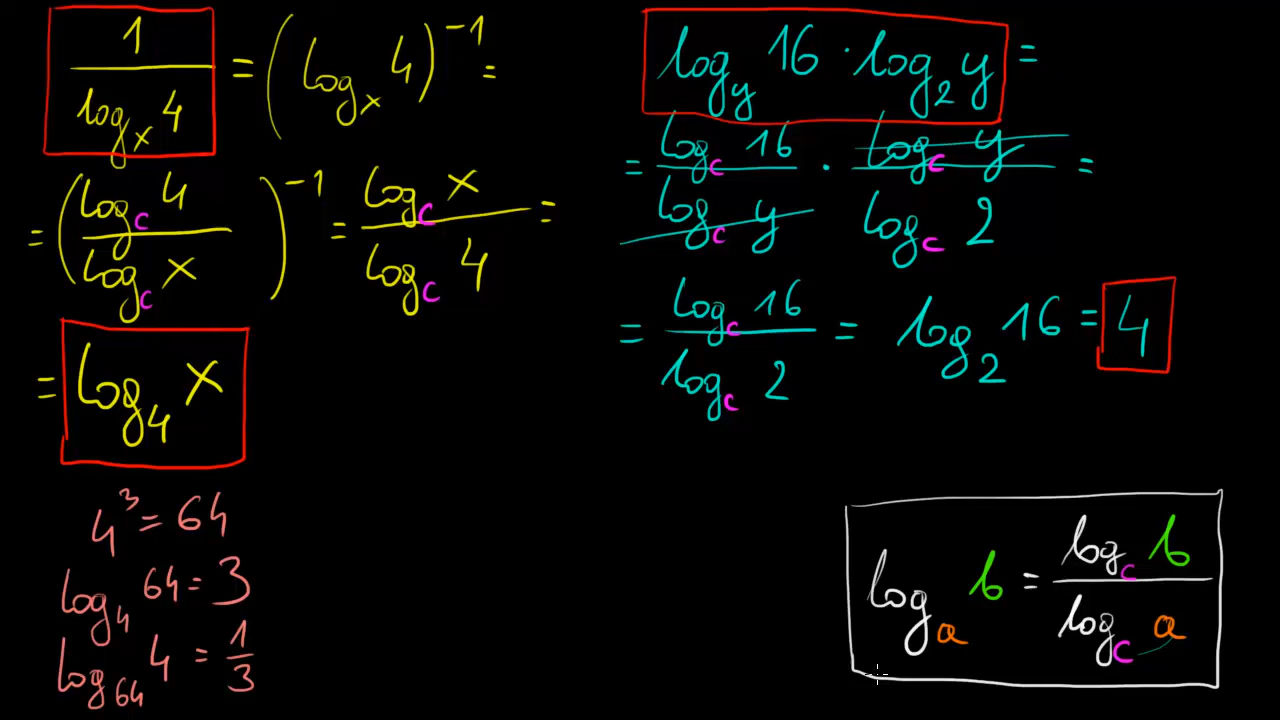 1/log_x 4 = (log_x 4)^-1 =
= (log_c 4 / log_c x)^-1 = log_c x / log_c 4 =
= log_4 x
4^3 = 64
log_4 64 = 3
log_64 4 = 1/3
log_y 16 · log_2 y =
= log_c 16 / log_c y · log_c y / log_c 2 =
= log_c 16 / log_c 2 = log_2 16 = 4
log_a b = log_c b / log_c a